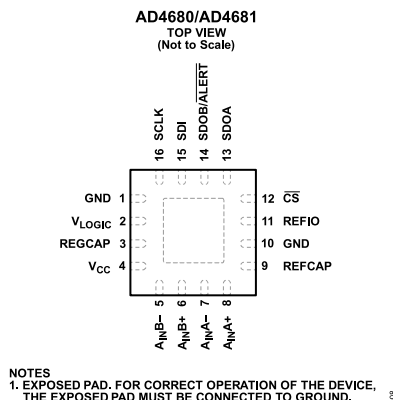 AD4680/AD4681
TOP VIEW
(Not to Scale)
16 SCLK
15 SDI
14 SDOB/ALERT
13 SDOA
GND 1
VLOGIC 2
REGCAP 3
VCC 4
12 CS
11 REFIO
10 GND
9 REFCAP
5 AINB–
6 AINB+
7 AINA–
8 AINA+
NOTES
1. EXPOSED PAD. FOR CORRECT OPERATION OF THE DEVICE,
THE EXPOSED PAD MUST BE CONNECTED TO GROUND.